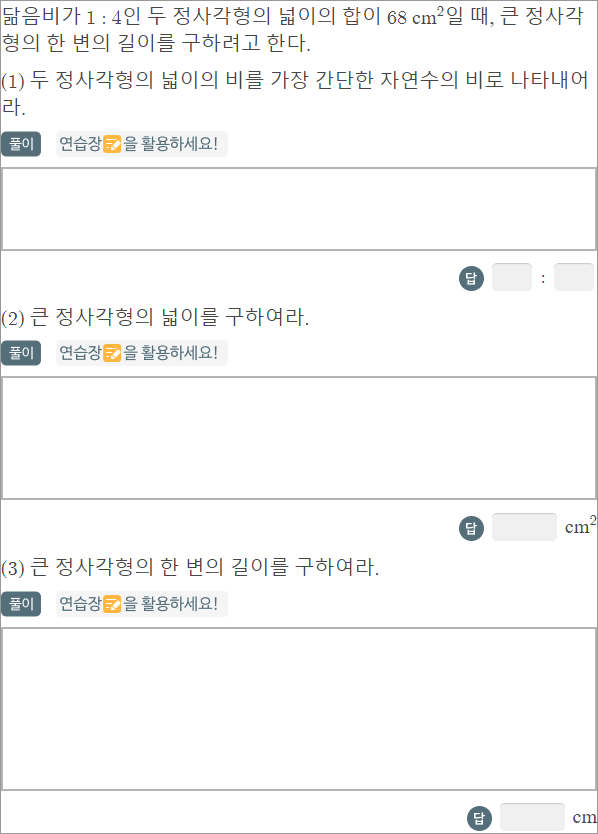 닮음비가 1 : 4인 두 정사각형의 넓이의 합이 68 cm²일 때, 큰 정사각
형의 한 변의 길이를 구하려고 한다.
(1) 두 정사각형의 넓이의 비를 가장 간단한 자연수의 비로 나타내어
라.
풀이 연습장을 활용하세요!
답 :
(2) 큰 정사각형의 넓이를 구하여라.
풀이 연습장을 활용하세요!
답 cm²
(3) 큰 정사각형의 한 변의 길이를 구하여라.
풀이 연습장을 활용하세요!
답 cm